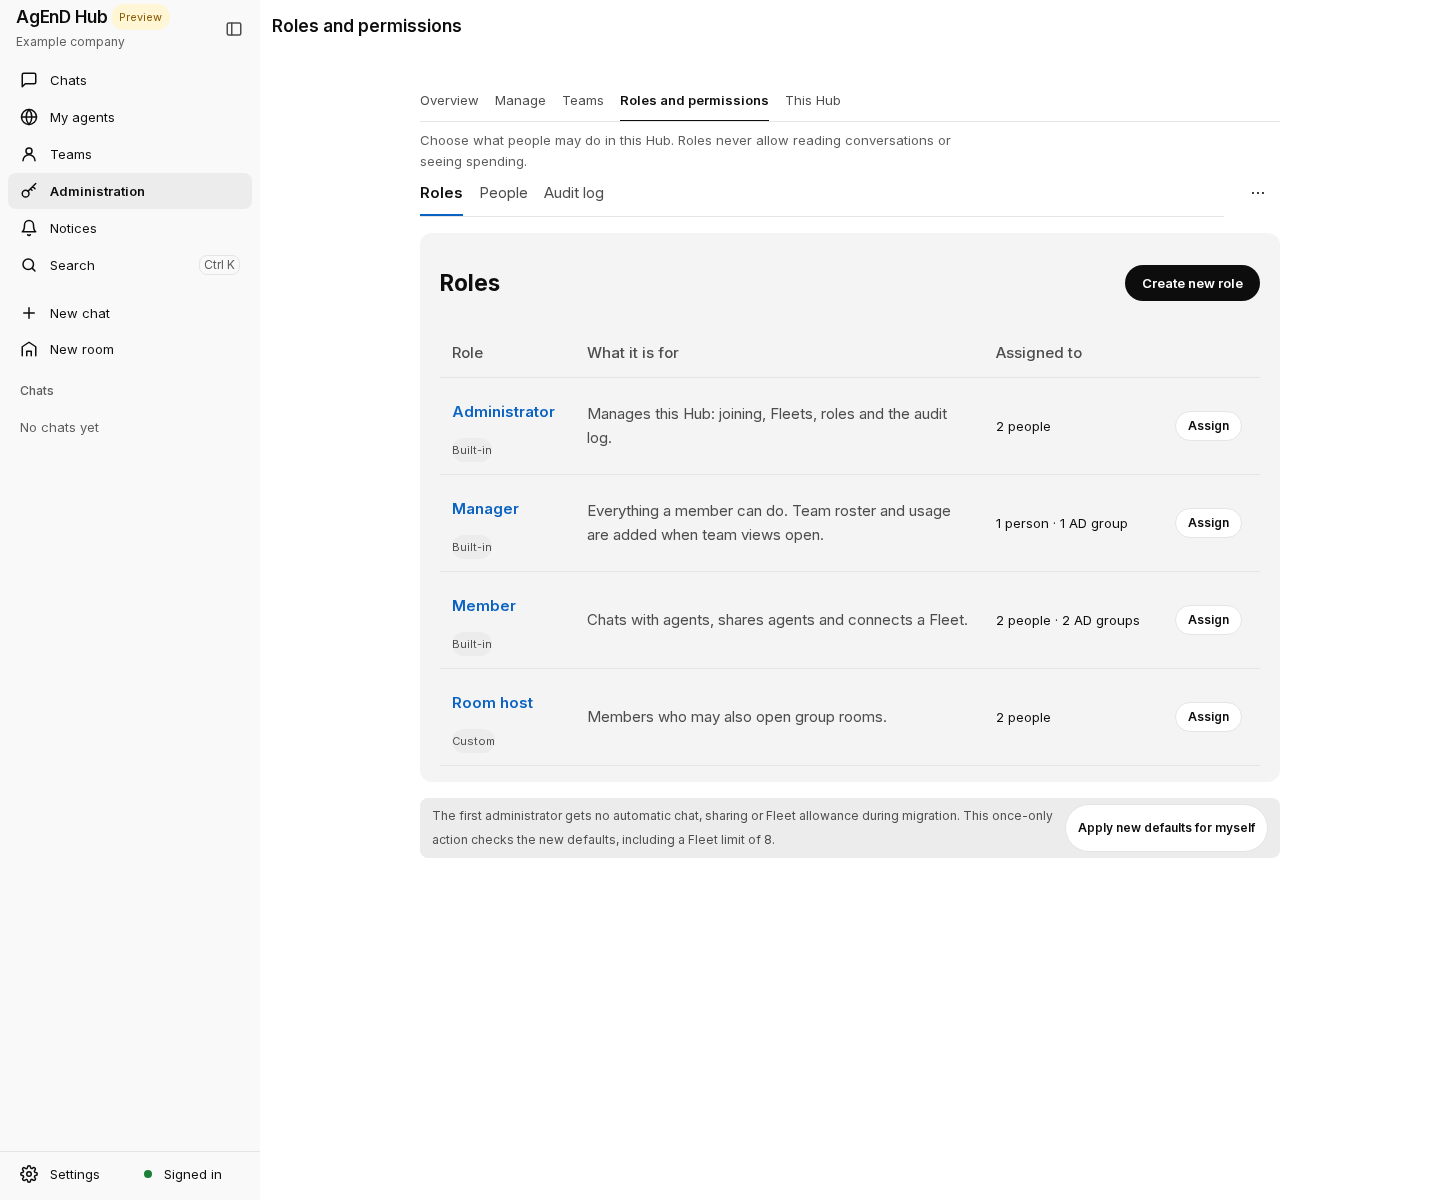 AgEnD Hub Preview
Example company
Chats
My agents
Teams
Administration
Notices
Search Ctrl K
New chat
New room
Chats
No chats yet
Settings Signed in
Roles and permissions
Overview Manage Teams Roles and permissions This Hub
Choose what people may do in this Hub. Roles never allow reading conversations or
seeing spending.
Roles People Audit log ...
Roles Create new role
Role What it is for Assigned to
Administrator
Built-in
Manages this Hub: joining, Fleets, roles and the audit
log.
2 people Assign
Manager
Built-in
Everything a member can do. Team roster and usage
are added when team views open.
1 person · 1 AD group Assign
Member
Built-in
Chats with agents, shares agents and connects a Fleet.
2 people · 2 AD groups Assign
Room host
Custom
Members who may also open group rooms.
2 people Assign
The first administrator gets no automatic chat, sharing or Fleet allowance during migration. This once-only
action checks the new defaults, including a Fleet limit of 8.
Apply new defaults for myself